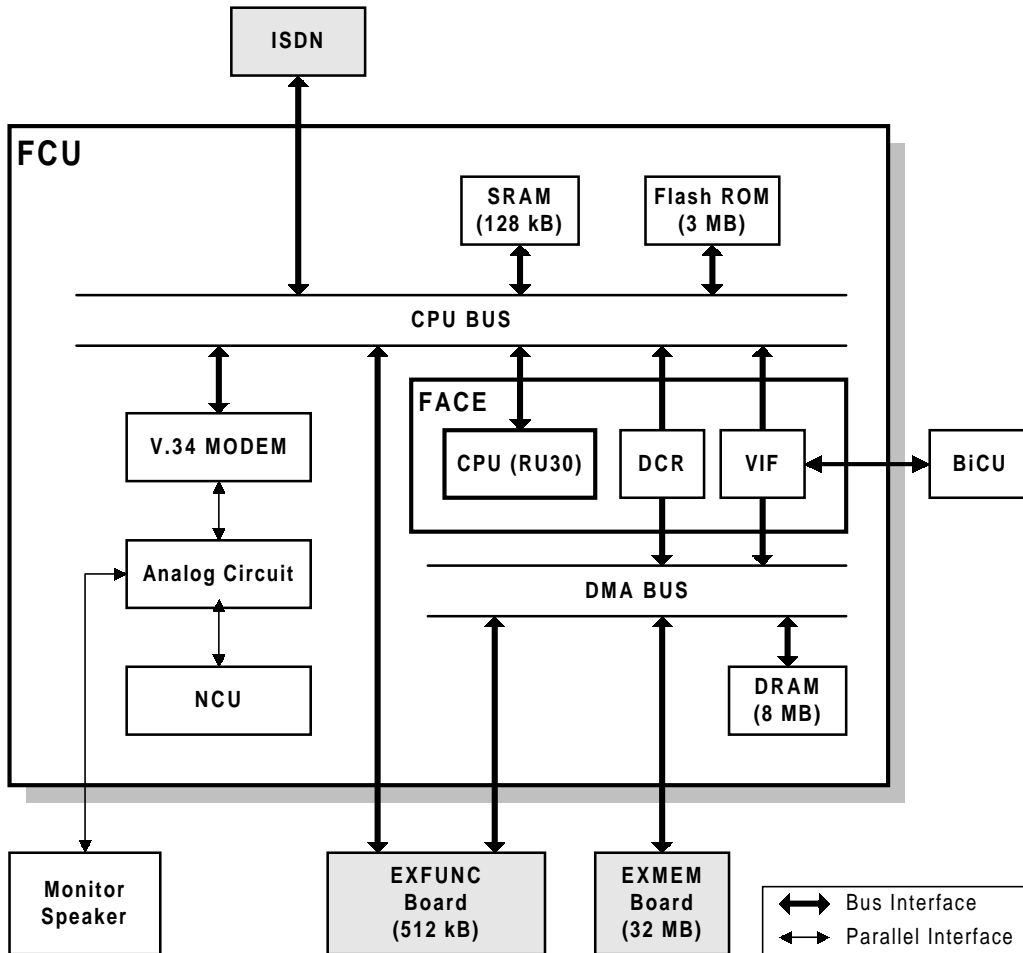 ISDN
FCU
SRAM
(128 kB)
Flash ROM
(3 MB)
CPU BUS
FACE
V.34 MODEM
CPU (RU30)
DCR
VIF
BiCU
Analog Circuit
DMA BUS
NCU
DRAM
(8 MB)
Monitor
Speaker
EXFUNC
Board
(512 kB)
EXMEM
Board
(32 MB)
Bus Interface
Parallel Interface